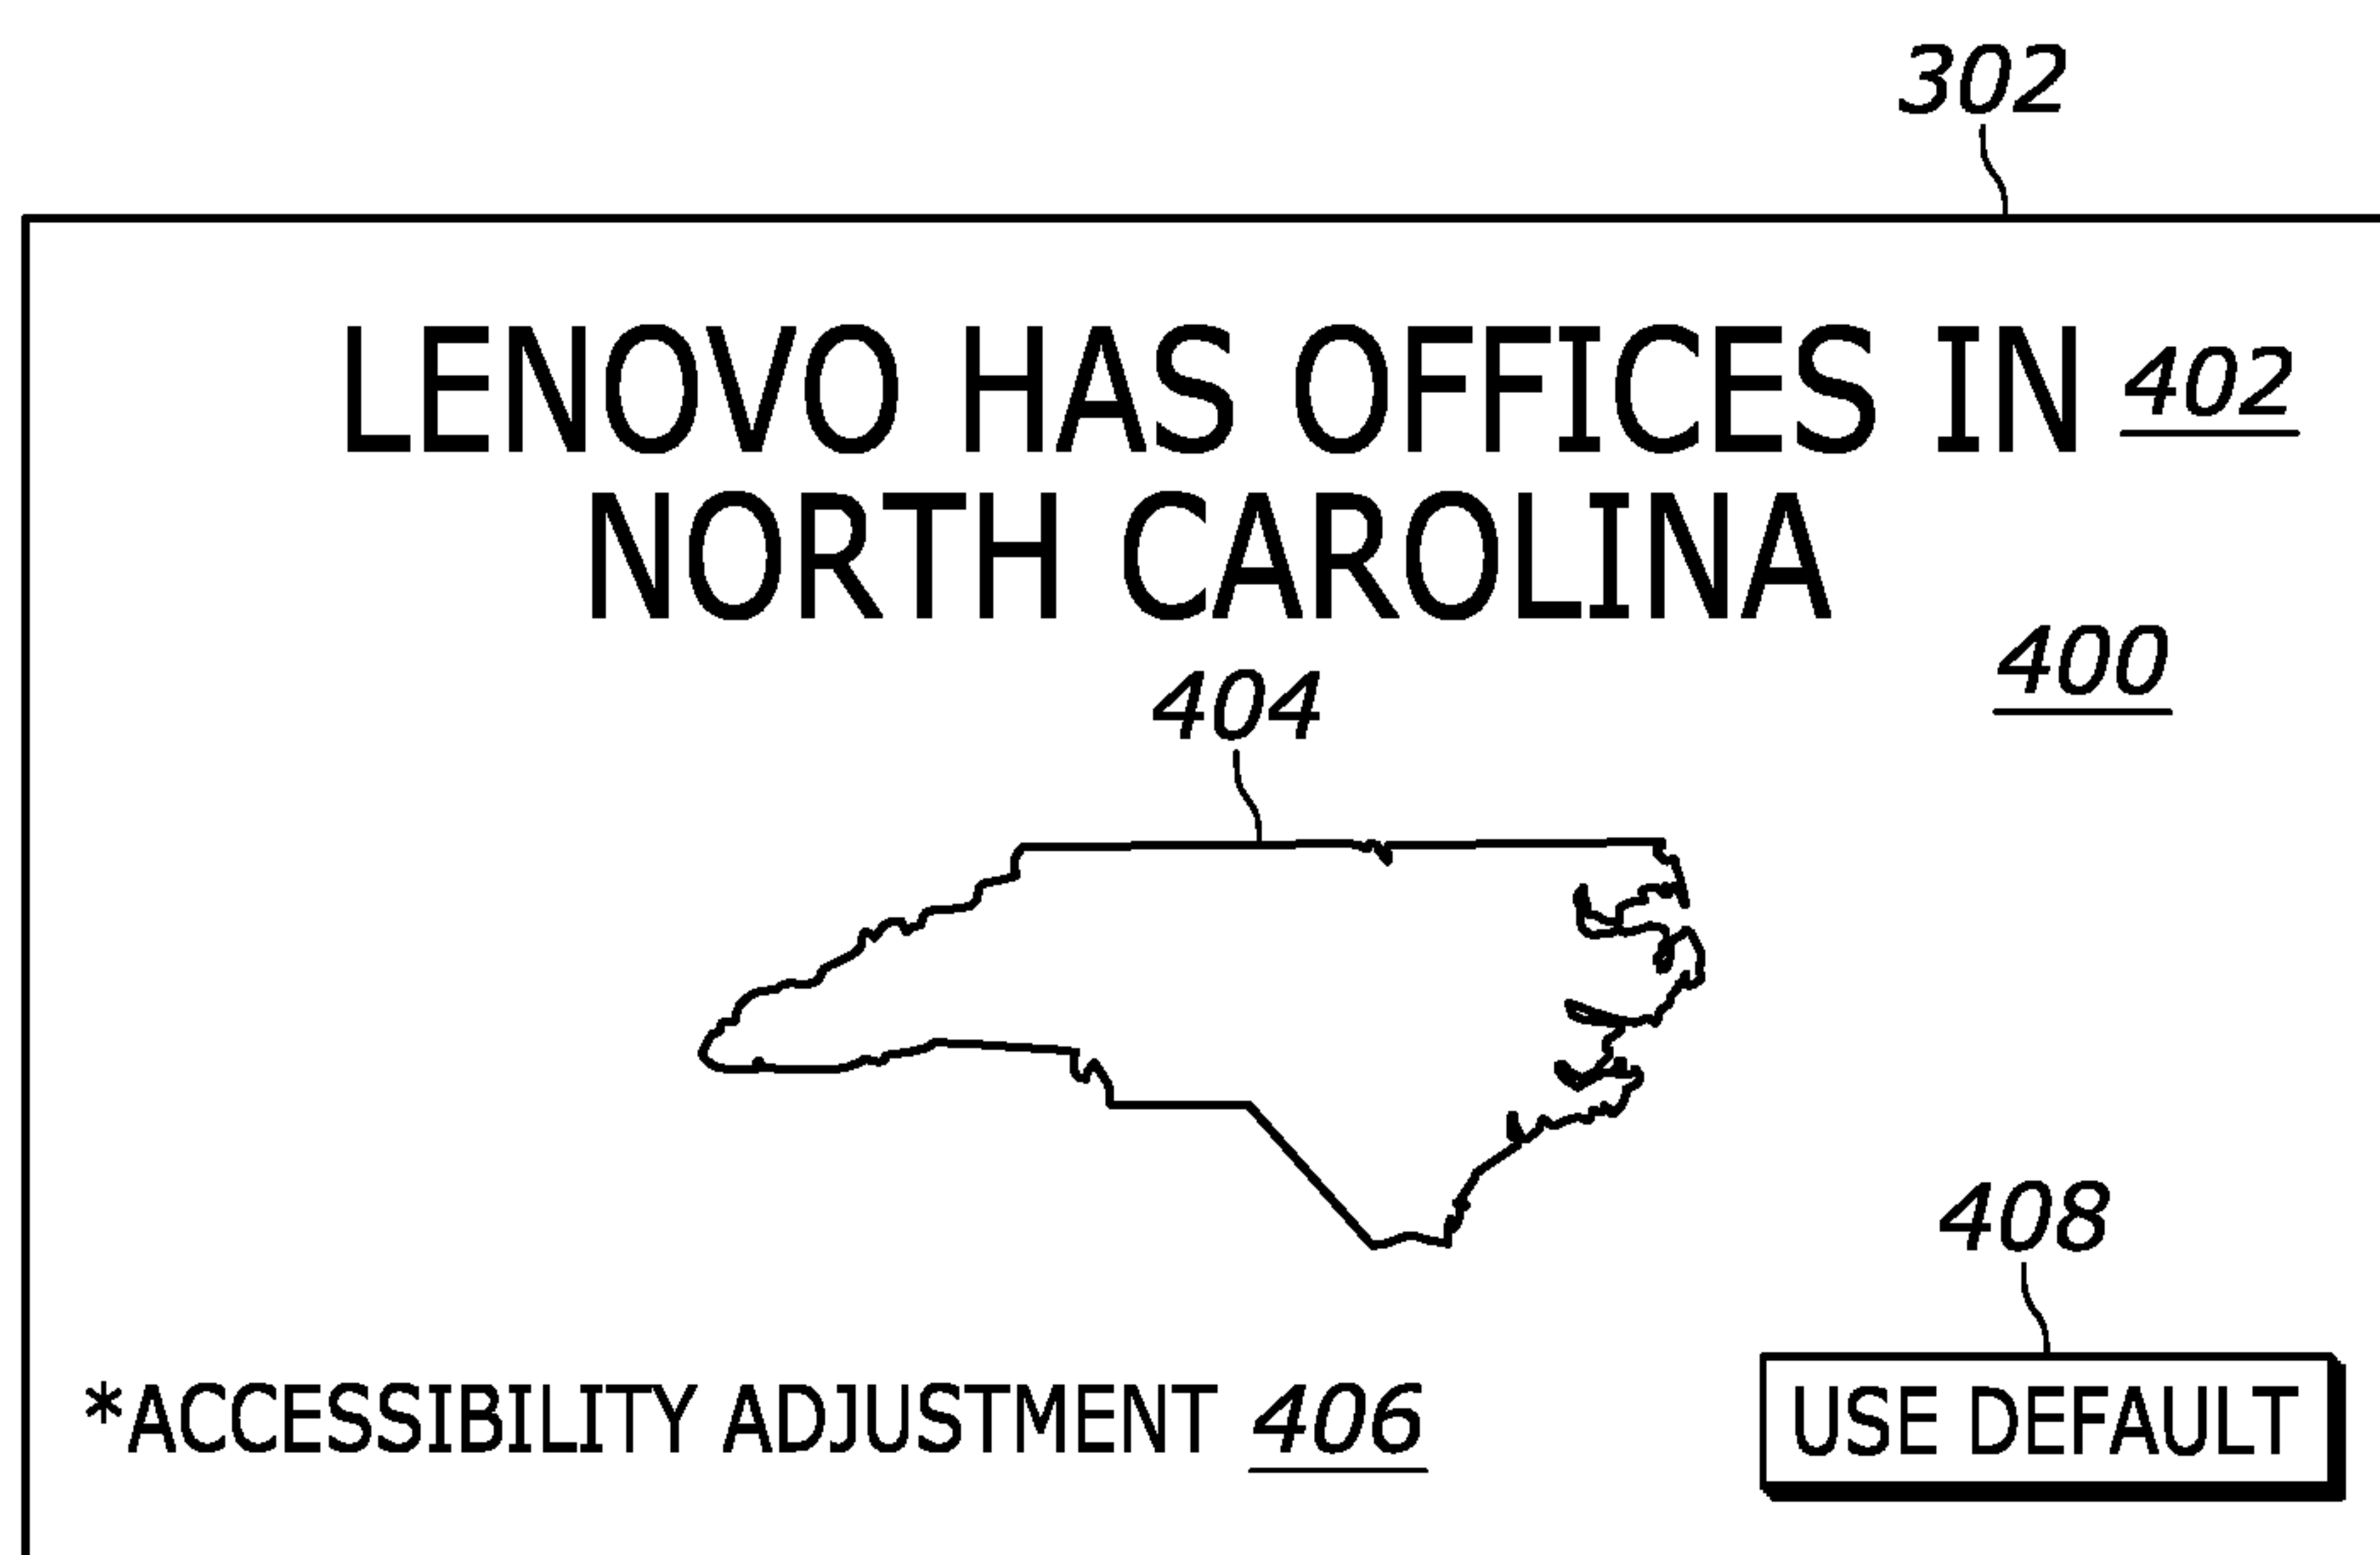 302
LENOVO HAS OFFICES IN 402
NORTH CAROLINA
400
404
408
*ACCESSIBILITY ADJUSTMENT 406
USE DEFAULT